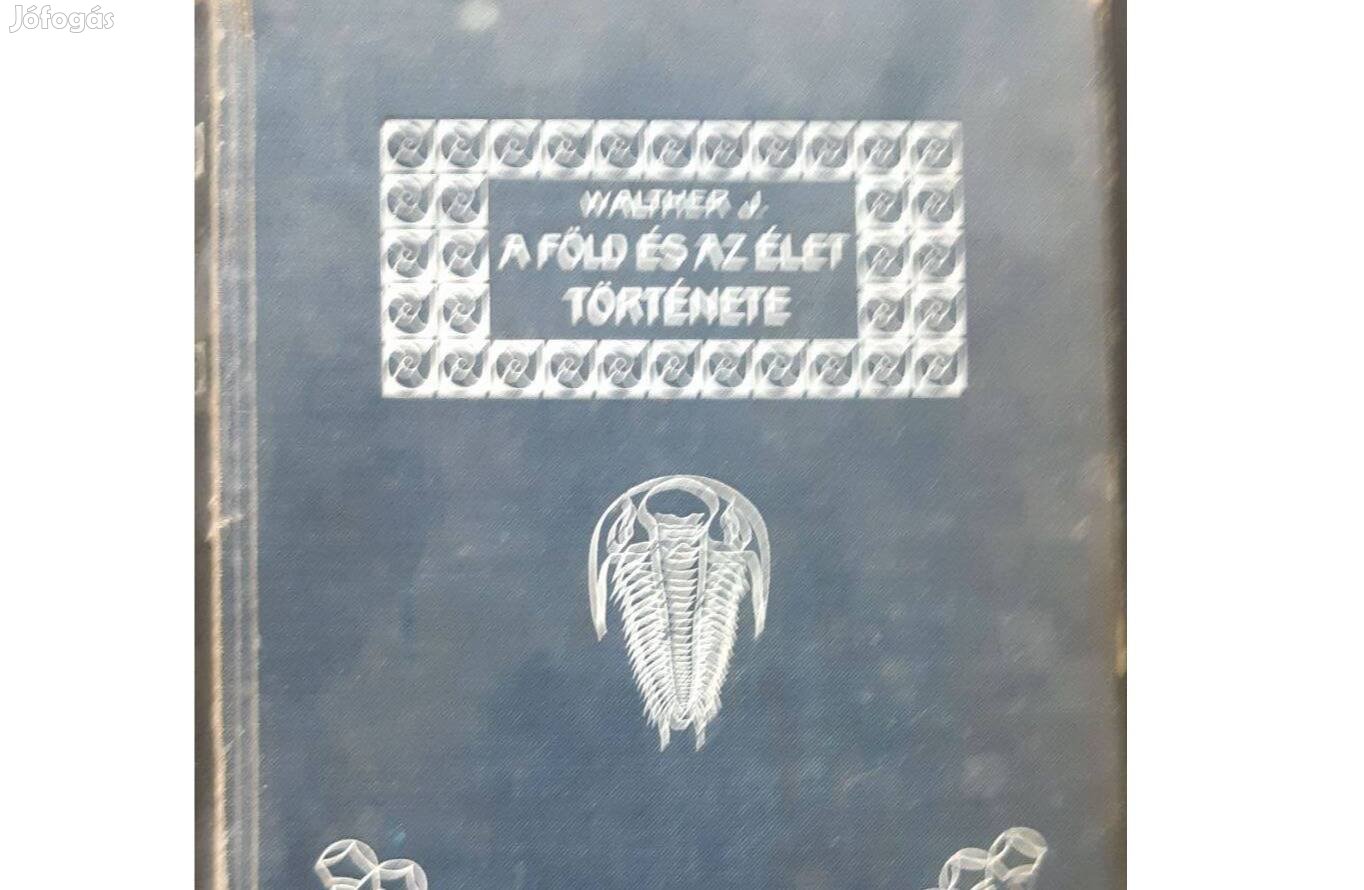 Jófogás
WALTHER J.
A FÖLD ÉS AZ ÉLET
TÖRTÉNETE